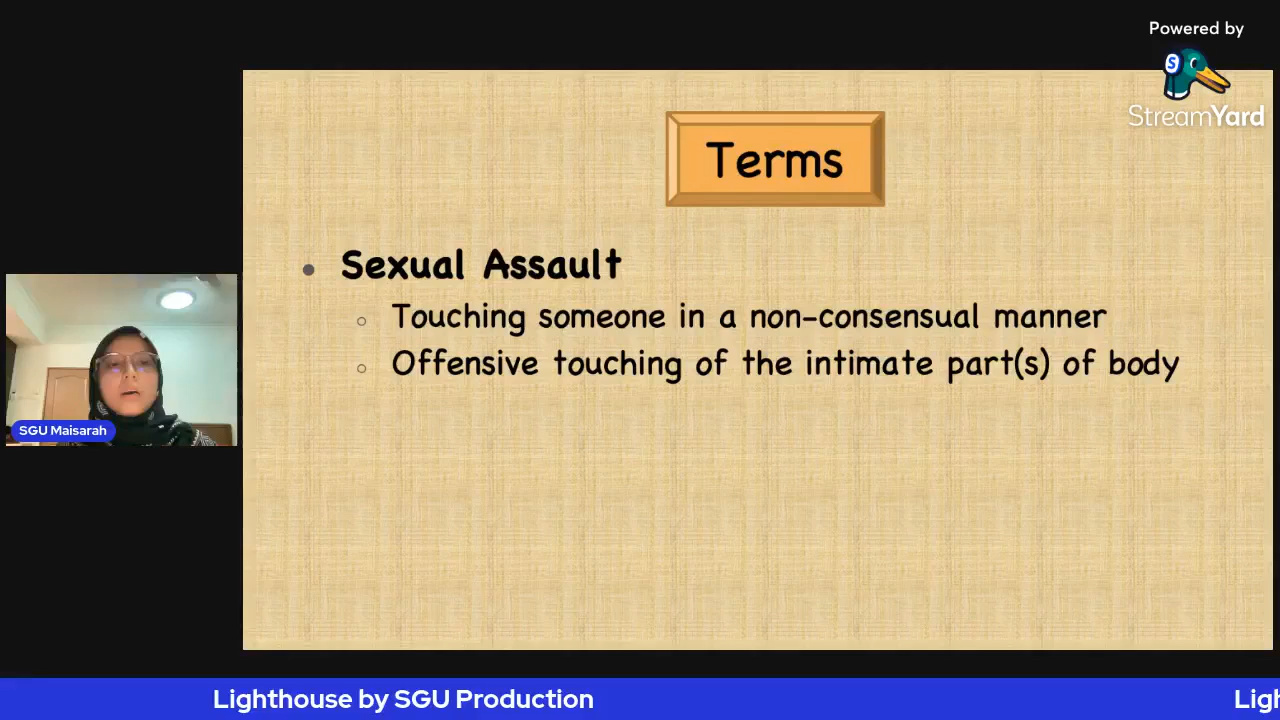 Powered by
StreamYard
Terms
Sexual Assault
Touching someone in a non-consensual manner
Offensive touching of the intimate part(s) of body
SGU Maisarah
Lighthouse by SGU Production
Ligh